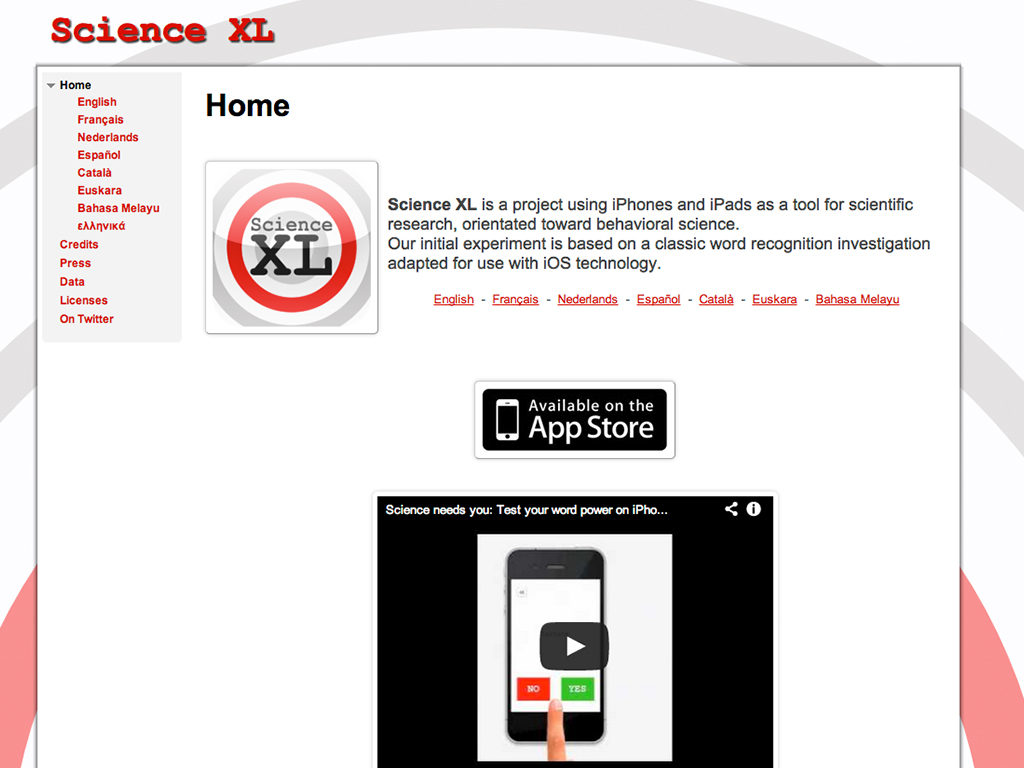 Science XL
Home
English
Français
Nederlands
Español
Català
Euskara
Bahasa Melayu
ελληνικά
Credits
Press
Data
Licenses
On Twitter
Home
Science
XL
Science XL is a project using iPhones and iPads as a tool for scientific
research, orientated toward behavioral science.
Our initial experiment is based on a classic word recognition investigation
adapted for use with iOS technology.
English - Français - Nederlands - Español - Català - Euskara - Bahasa Melayu
Available on the
App Store
Science needs you: Test your word power on iPho...
NO YES